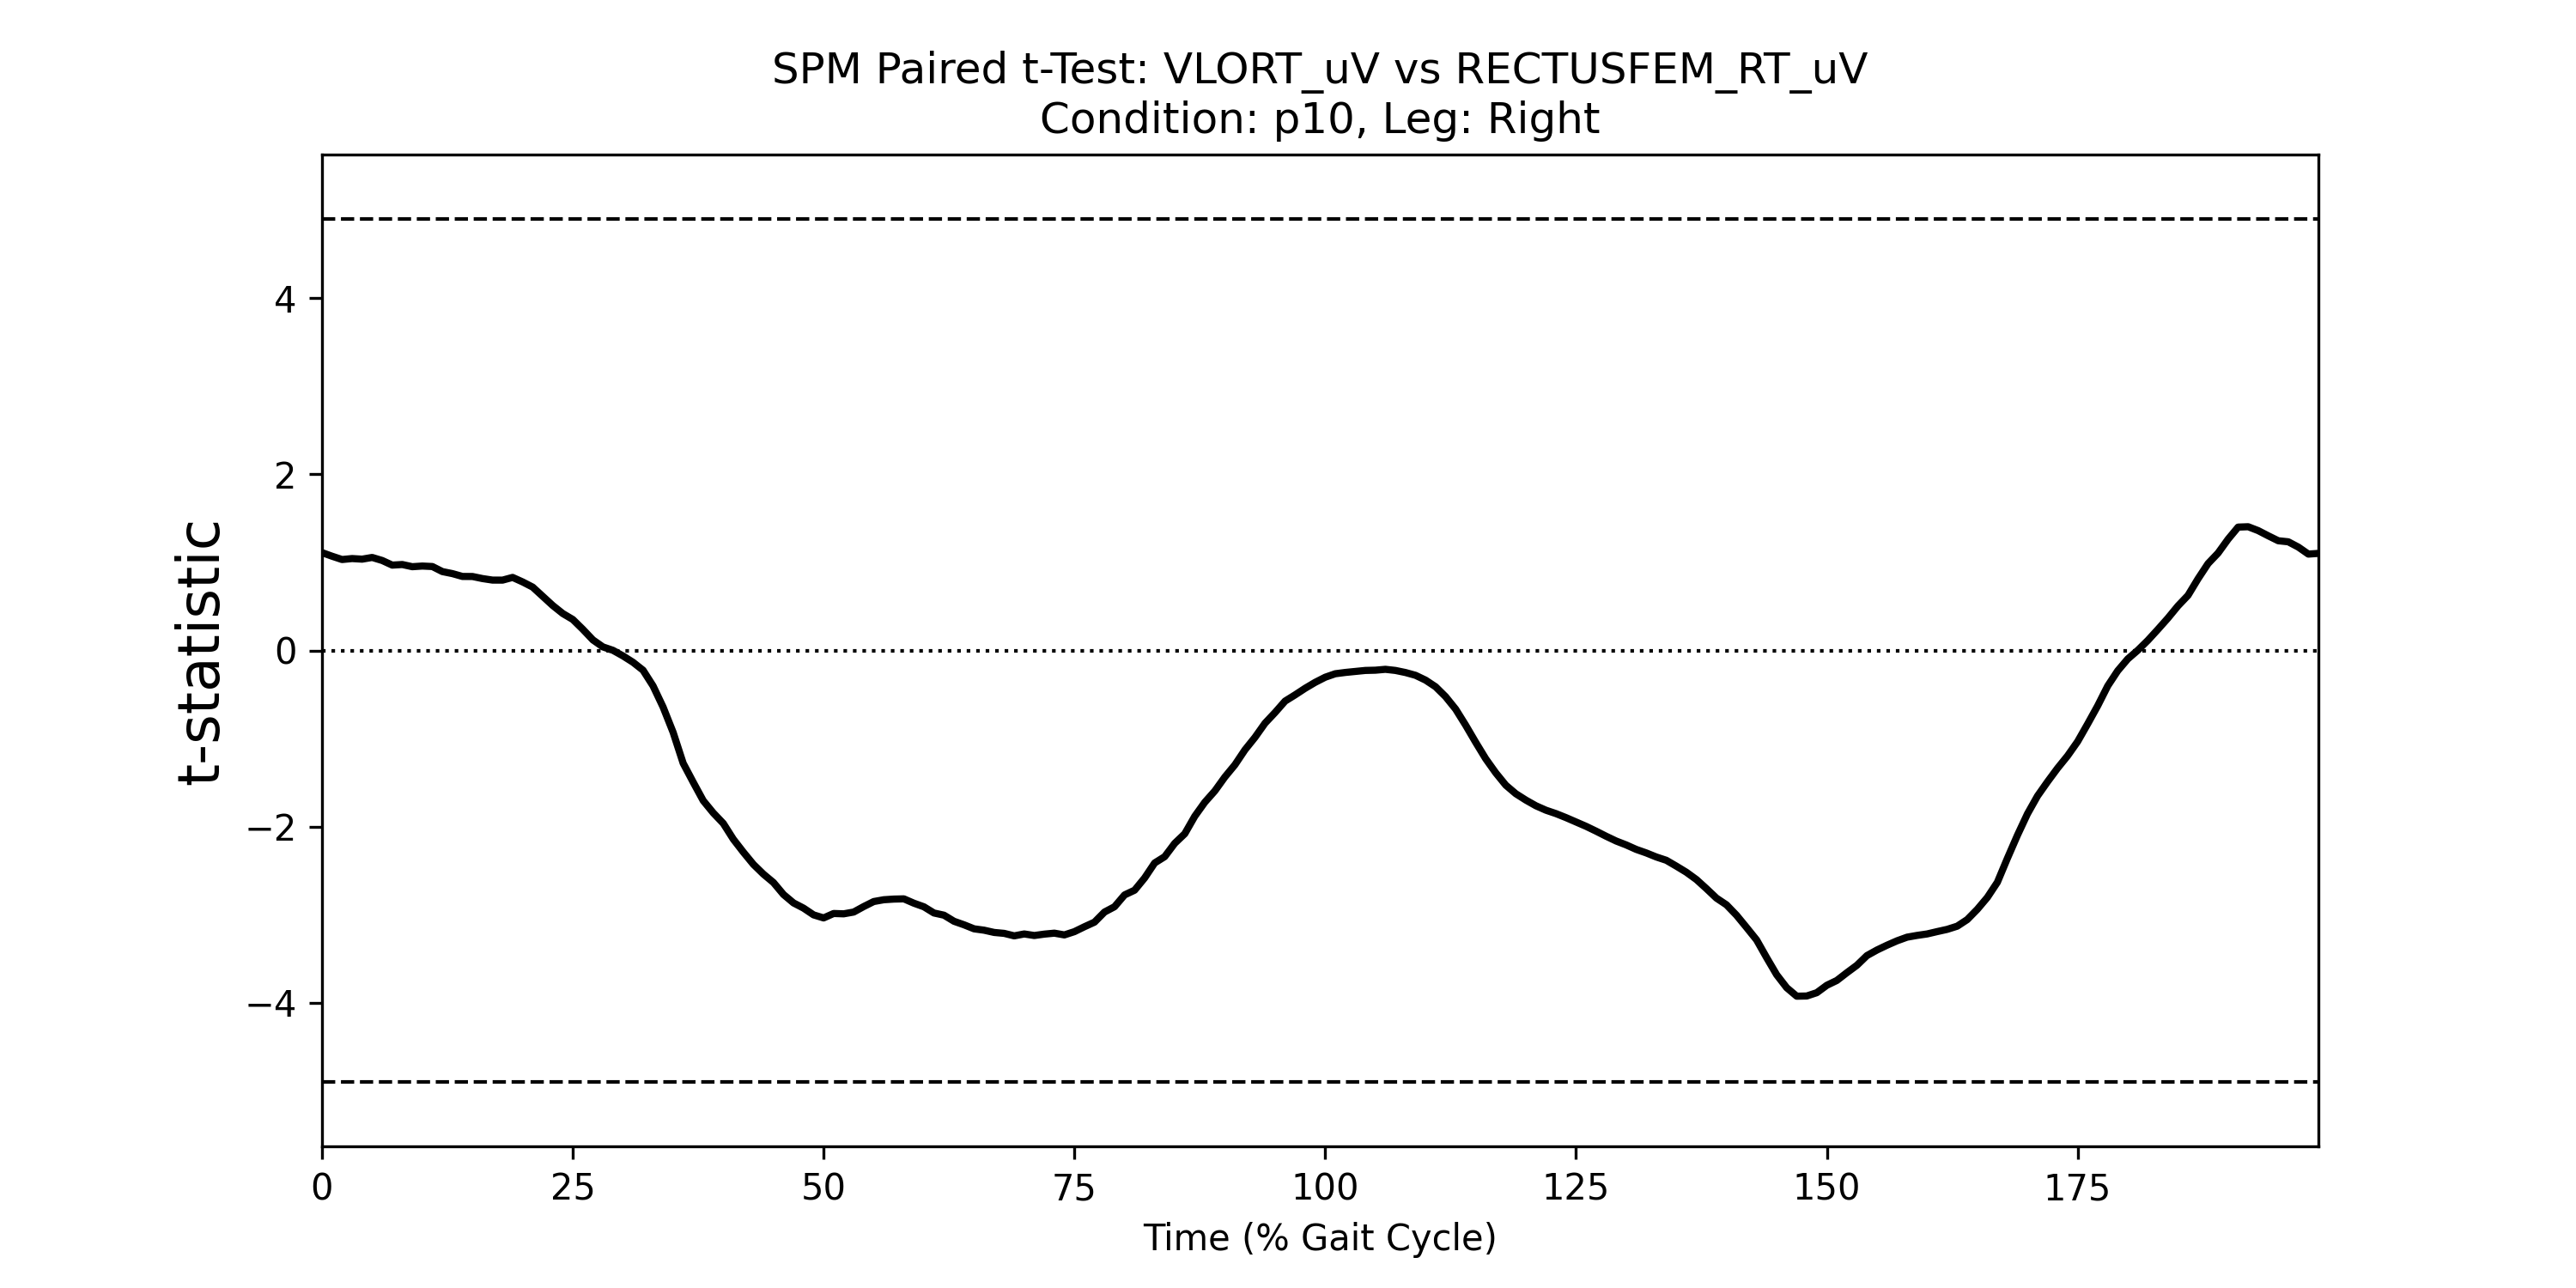 SPM Paired t-Test: VLORT_uV vs RECTUSFEM_RT_uV
Condition: p10, Leg: Right
t-statistic
4
2
0
−2
−4
0 25 50 75 100 125 150 175
Time (% Gait Cycle)